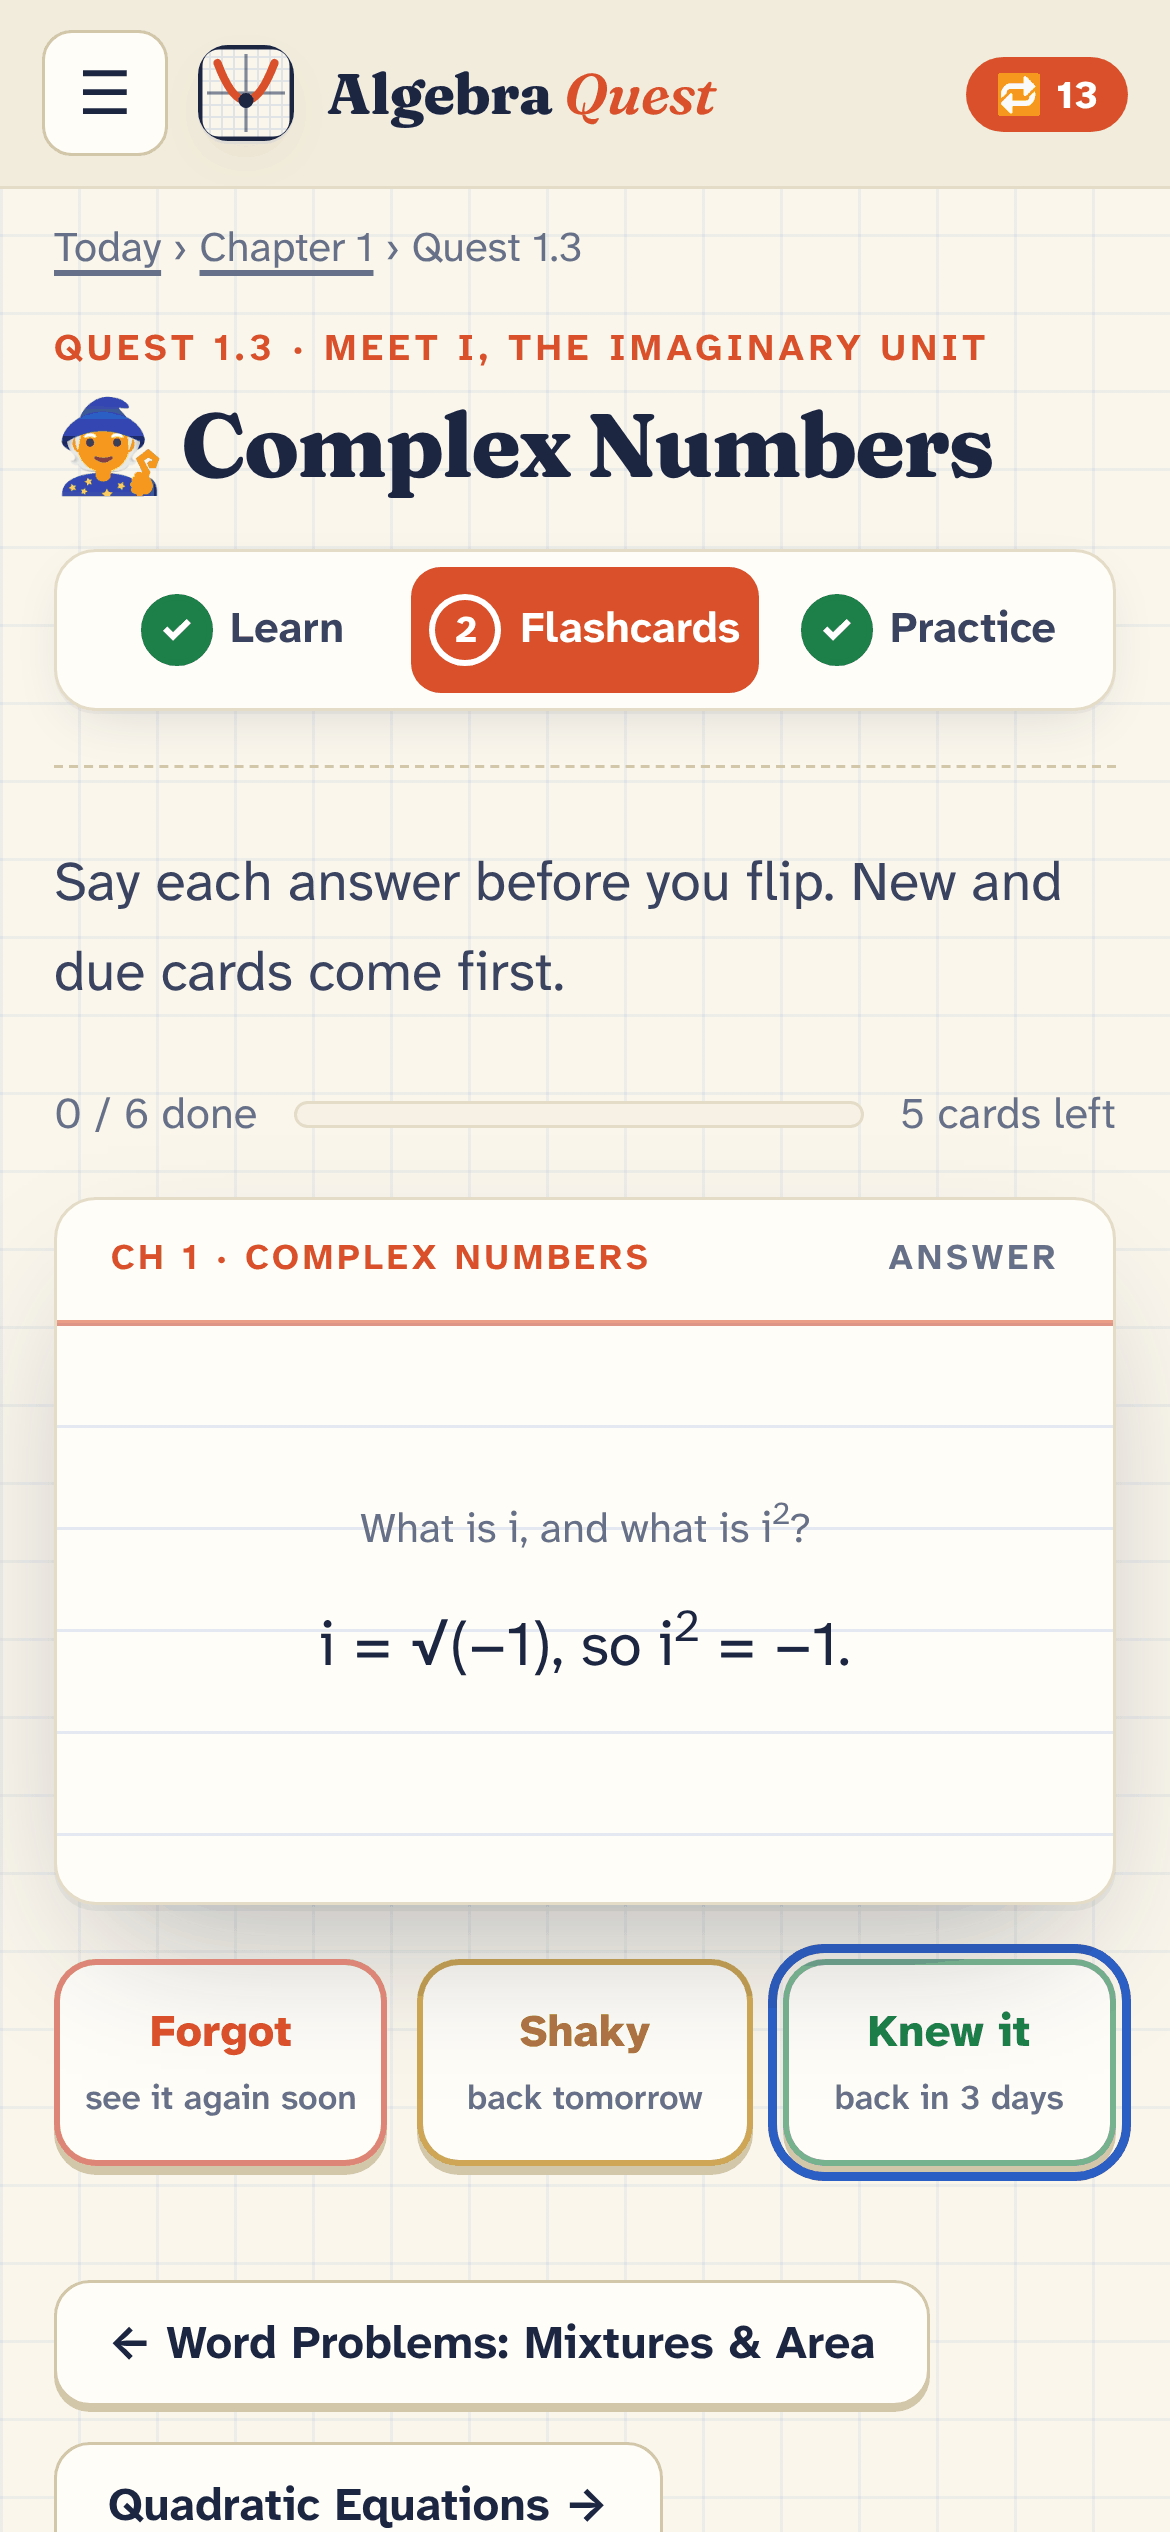 ☰ Algebra Quest 🔁 13
Today › Chapter 1 › Quest 1.3
QUEST 1.3 · MEET I, THE IMAGINARY UNIT
🧙 Complex Numbers
✓ Learn 2 Flashcards ✓ Practice
Say each answer before you flip. New and
due cards come first.
0 / 6 done 5 cards left
CH 1 · COMPLEX NUMBERS ANSWER
What is i, and what is i²?
i = √(−1), so i² = −1.
Forgot Shaky Knew it
see it again soon back tomorrow back in 3 days
← Word Problems: Mixtures & Area
Quadratic Equations →